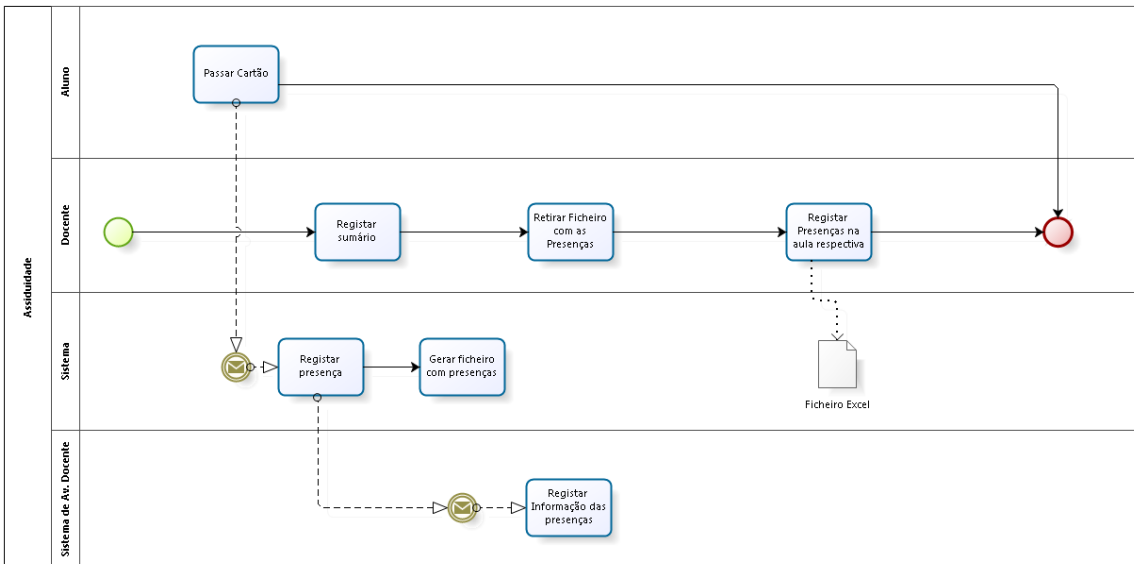 Assiduidade
Aluno
Passar Cartão
Docente
Registar
sumário
Retirar Ficheiro
com as
Presenças
Registar
Presenças na
aula respectiva
Sistema
Registar
presença
Gerar ficheiro
com presenças
Ficheiro Excel
Sistema de Av. Docente
Registar
Informação das
presenças